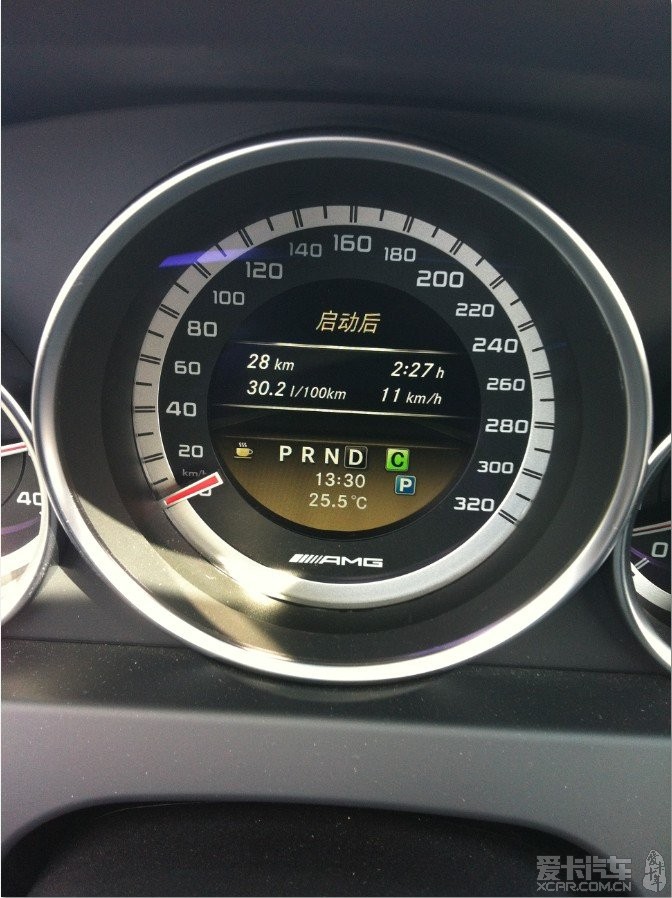 140 160 180
120 200
100 220
80 240
60 260
40 280
20 300
km/h 320
启动后
28 km 2:27 h
30.2 l/100km 11 km/h
P R N D C
13:30
25.5 °C P
AMG
40
0
爱卡汽车
XCAR.COM.CN